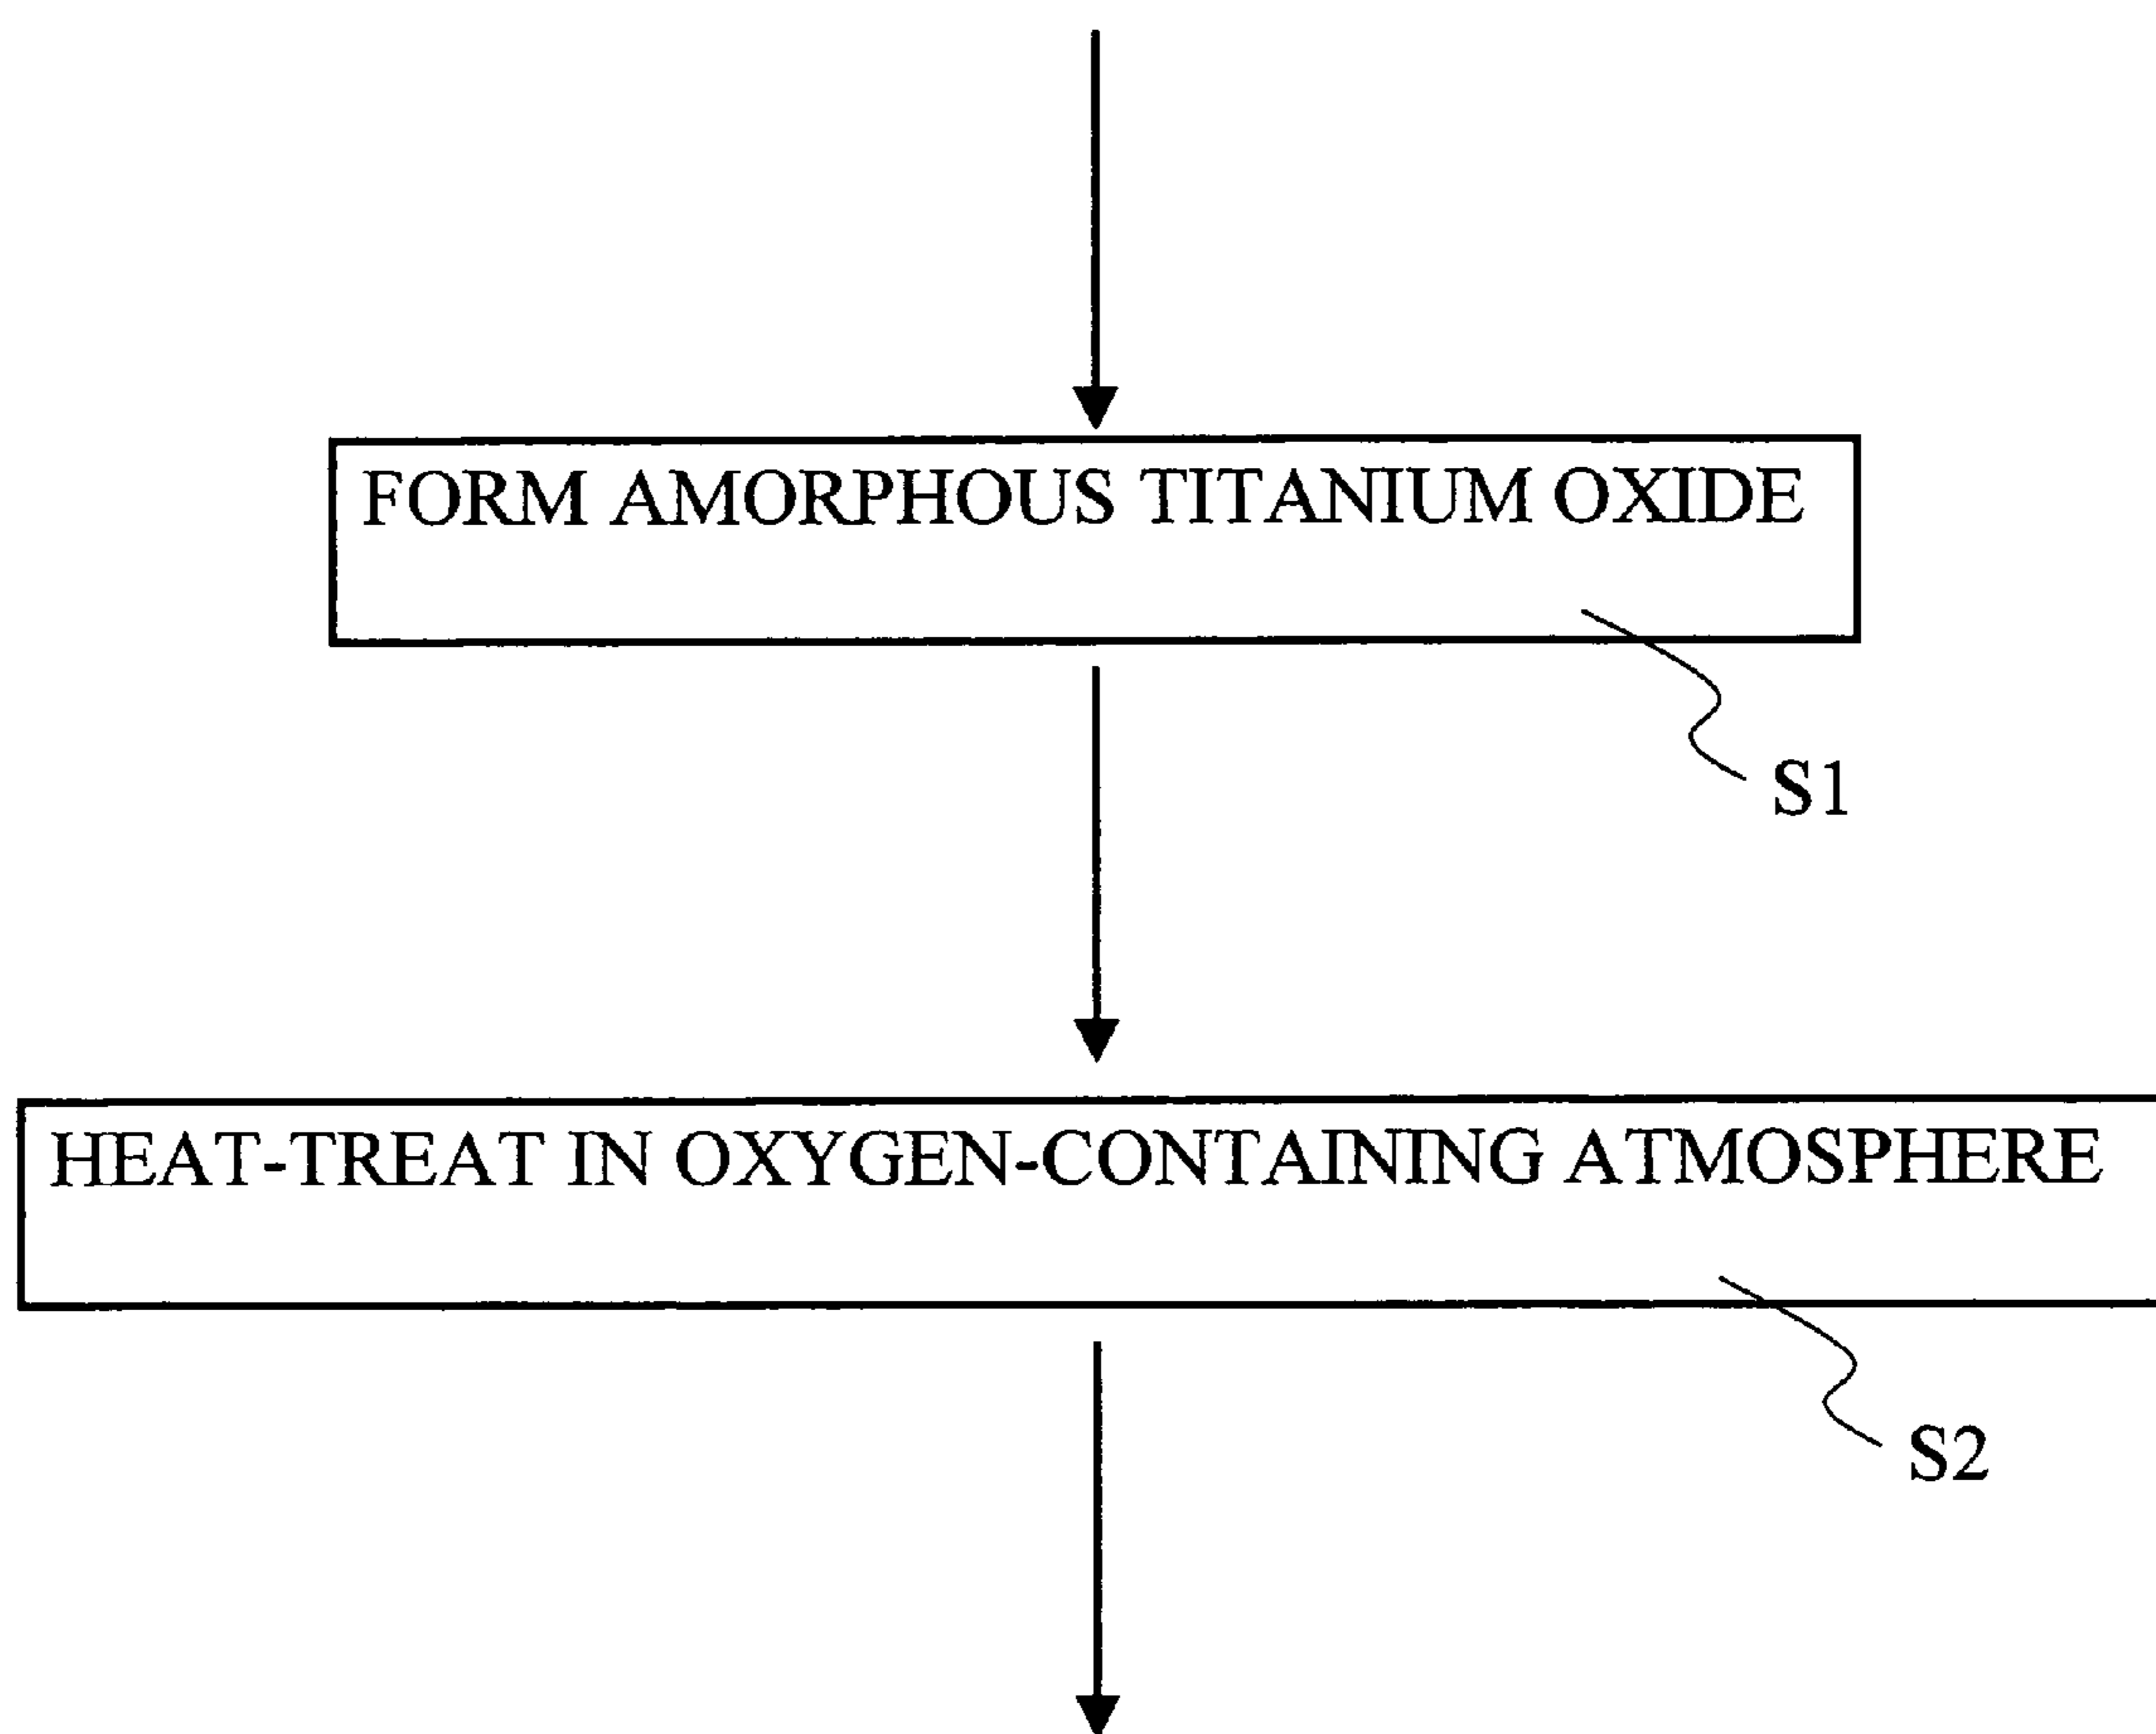 FORM AMORPHOUS TITANIUM OXIDE
S1
HEAT-TREAT IN OXYGEN-CONTAINING ATMOSPHERE
S2